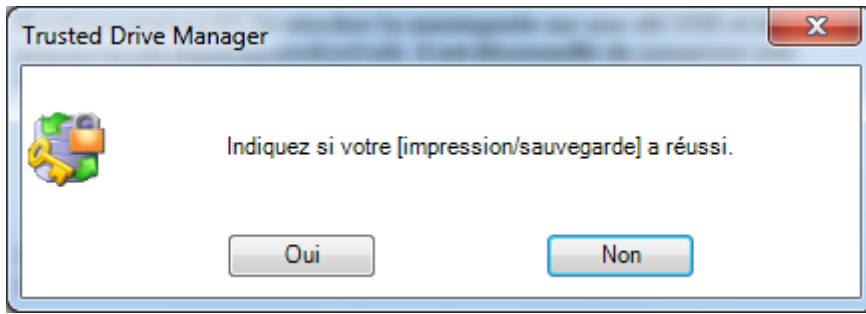 Trusted Drive Manager
Indiquez si votre [impression/sauvegarde] a réussi.
Oui
Non